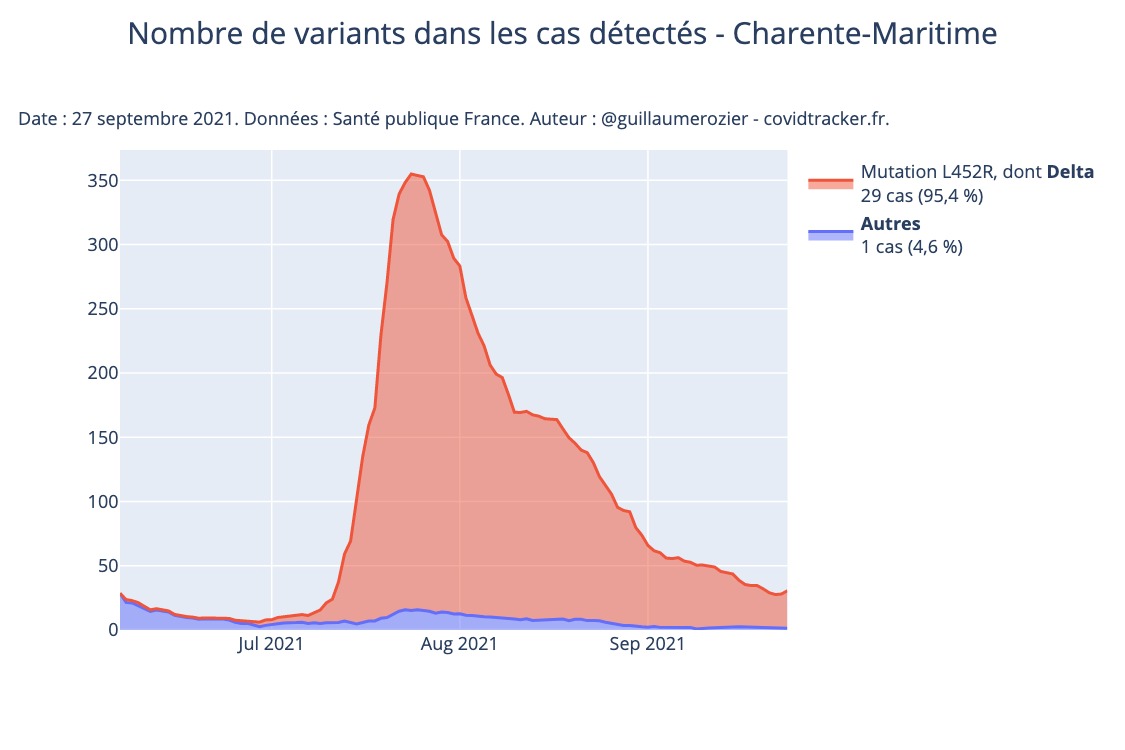 Nombre de variants dans les cas détectés - Charente-Maritime
Date : 27 septembre 2021. Données : Santé publique France. Auteur : @guillaumerozier - covidtracker.fr.
350
300
250
200
150
100
50
0
Jul 2021
Aug 2021
Sep 2021
Mutation L452R, dont Delta
29 cas (95,4 %)
Autres
1 cas (4,6 %)